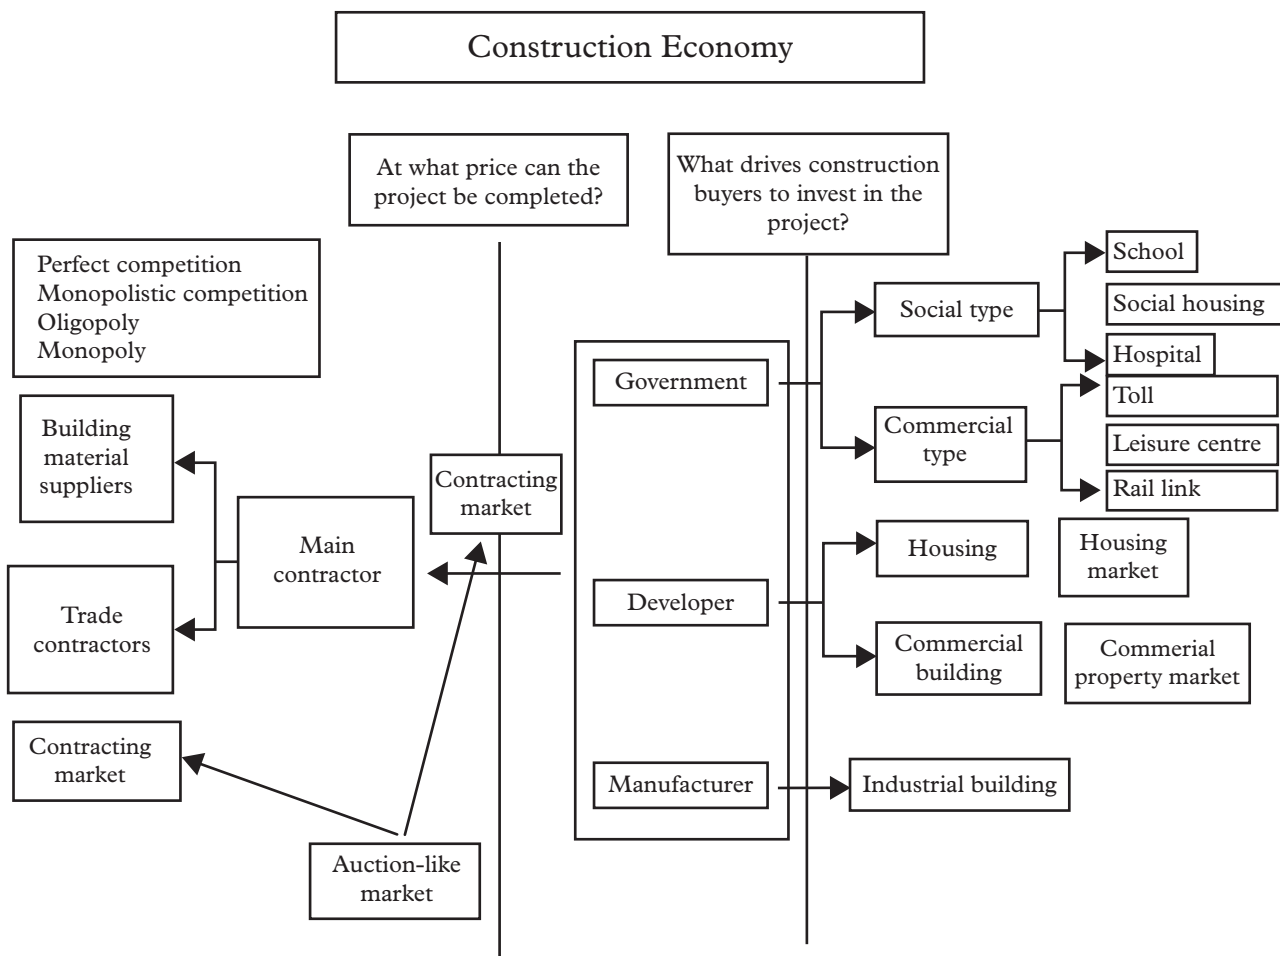 Construction Economy
At what price can the
project be completed?
What drives construction
buyers to invest in the
project?
Perfect competition
Monopolistic competition
Oligopoly
Monopoly
Building
material
suppliers
Trade
contractors
Main
contractor
Contracting
market
Contracting
market
Auction-like
market
Government
Developer
Manufacturer
Social type
Commercial
type
School
Social housing
Hospital
Toll
Leisure centre
Rail link
Housing
Housing
market
Commercial
building
Commerial
property market
Industrial building